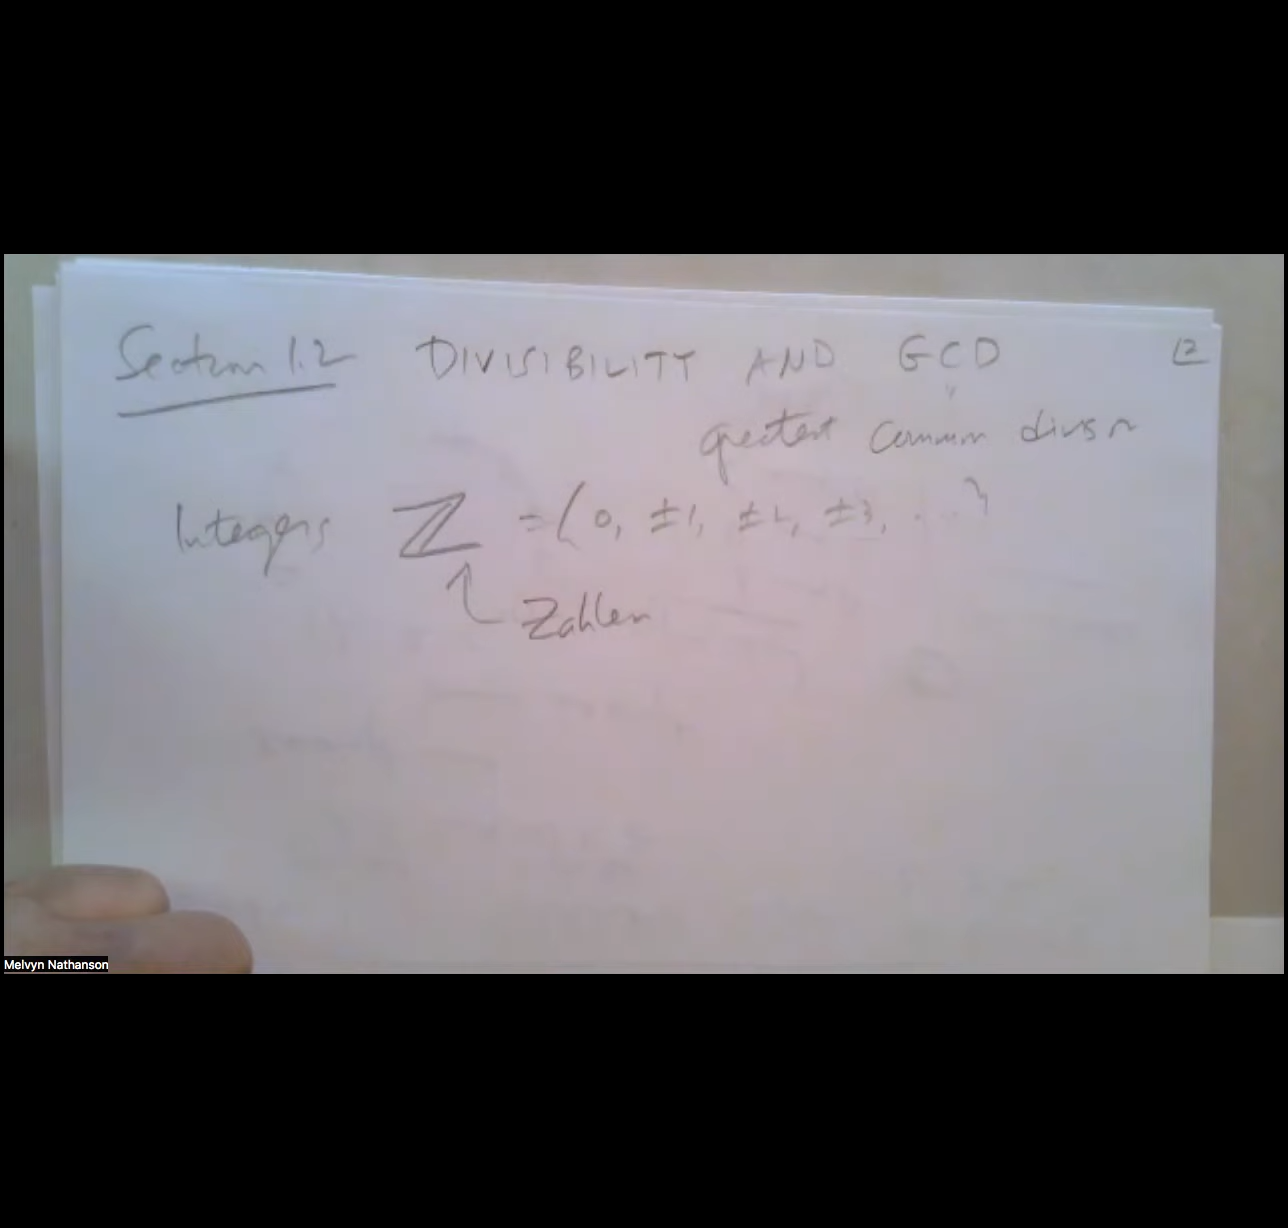 Section 1.2 DIVISIBILITY AND GCD 12
greatest common divisor
Integers ℤ = { 0, ±1, ±2, ±3, . . . }
Zahlen
Melvyn Nathanson